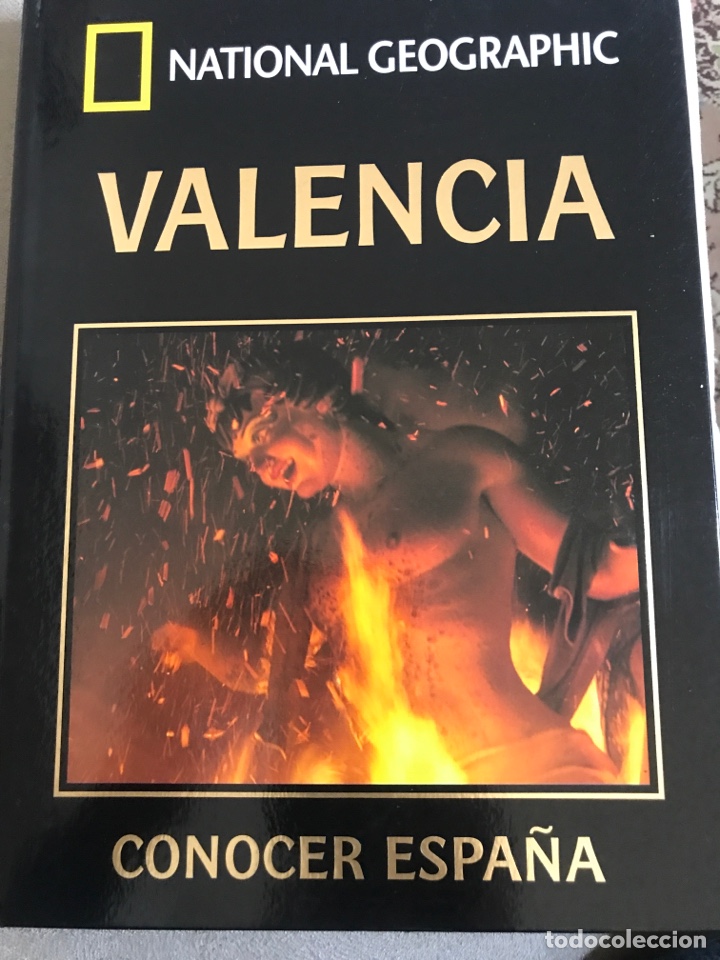 NATIONAL GEOGRAPHIC
VALENCIA
CONOCER ESPAÑA
todocoleccion